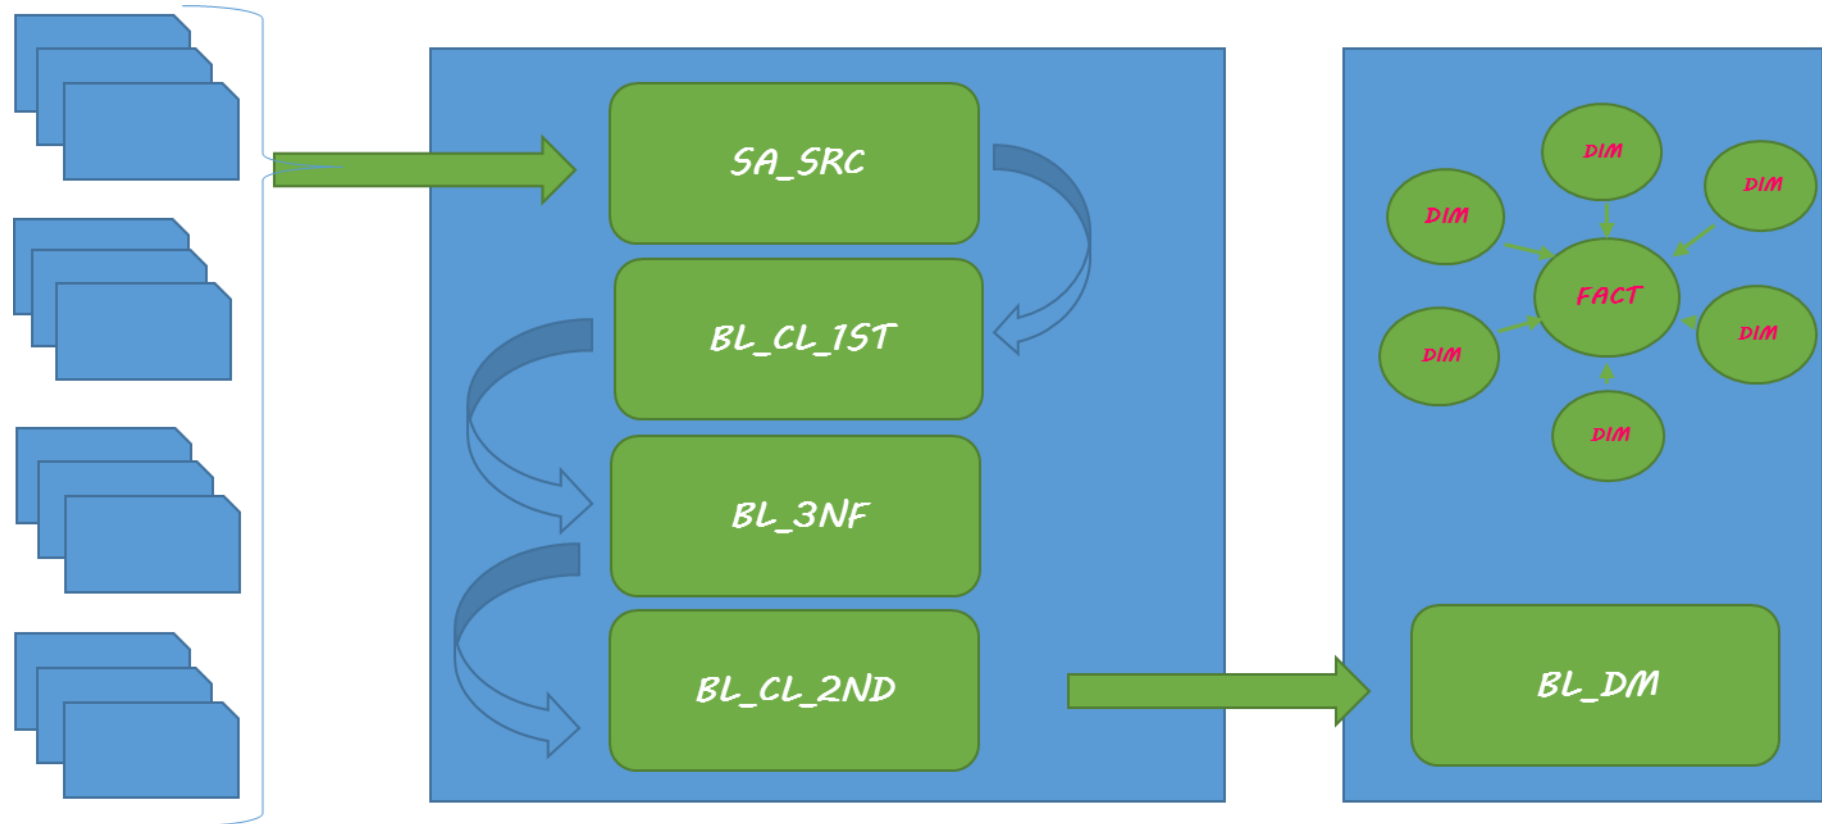 SA_SRC
BL_CL_1ST
BL_3NF
BL_CL_2ND
DIM
DIM
DIM
FACT
DIM
DIM
DIM
BL_DM